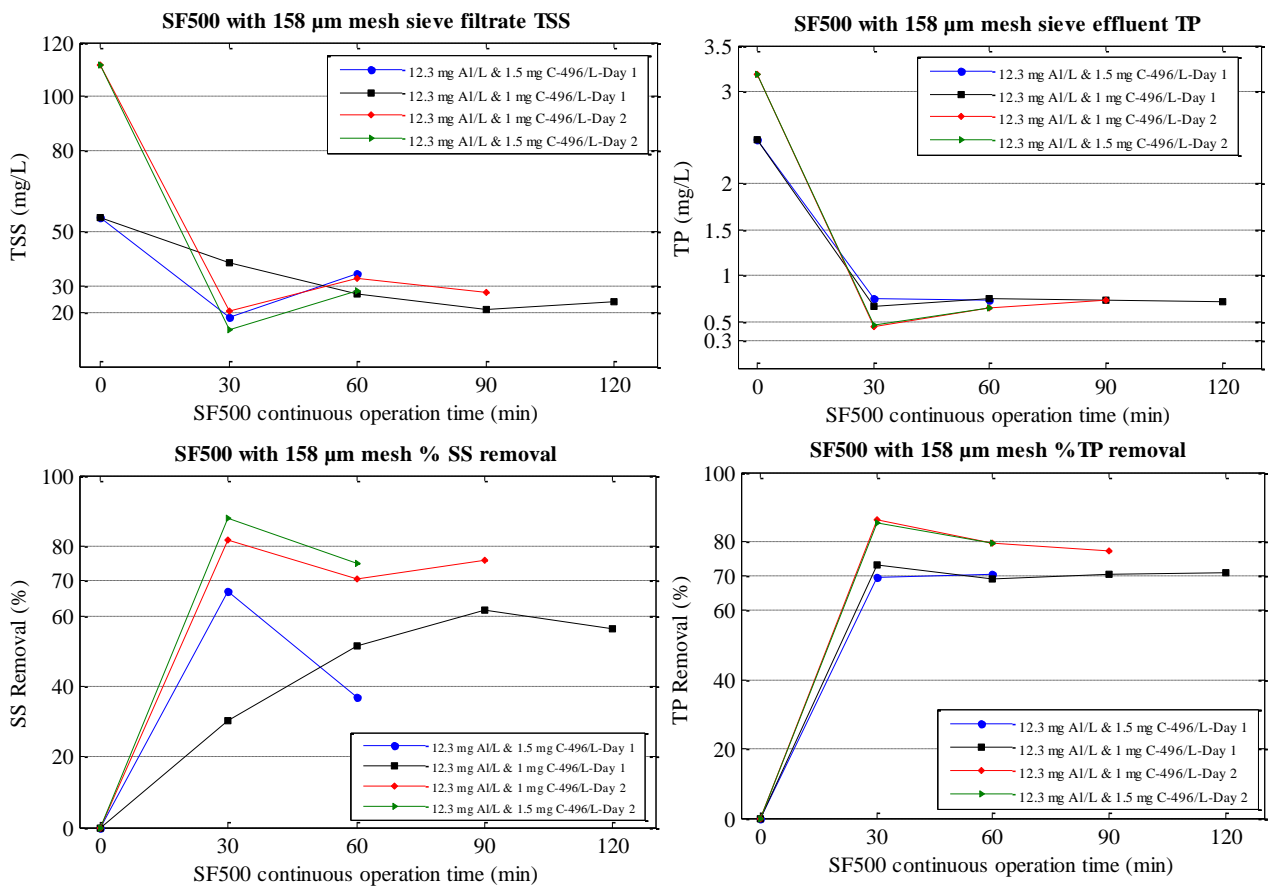 SF500 with 158 µm mesh sieve filtrate TSS
120
100
80
50
30
20
TSS (mg/L)
0 30 60 90 120
SF500 continuous operation time (min)
12.3 mg Al/L & 1.5 mg C-496/L-Day 1
12.3 mg Al/L & 1 mg C-496/L-Day 1
12.3 mg Al/L & 1 mg C-496/L-Day 2
12.3 mg Al/L & 1.5 mg C-496/L-Day 2
SF500 with 158 µm mesh sieve effluent TP
3.5
3
2
1.5
1
0.5
0.3
TP (mg/L)
0 30 60 90 120
SF500 continuous operation time (min)
12.3 mg Al/L & 1.5 mg C-496/L-Day 1
12.3 mg Al/L & 1 mg C-496/L-Day 1
12.3 mg Al/L & 1 mg C-496/L-Day 2
12.3 mg Al/L & 1.5 mg C-496/L-Day 2
SF500 with 158 µm mesh % SS removal
100
80
70
60
40
20
0
SS Removal (%)
0 30 60 90 120
SF500 continuous operation time (min)
12.3 mg Al/L & 1.5 mg C-496/L-Day 1
12.3 mg Al/L & 1 mg C-496/L-Day 1
12.3 mg Al/L & 1 mg C-496/L-Day 2
12.3 mg Al/L & 1.5 mg C-496/L-Day 2
SF500 with 158 µm mesh %TP removal
100
80
70
60
40
20
0
TP Removal (%)
0 30 60 90 120
SF500 continuous operation time (min)
12.3 mg Al/L & 1.5 mg C-496/L-Day 1
12.3 mg Al/L & 1 mg C-496/L-Day 1
12.3 mg Al/L & 1 mg C-496/L-Day 2
12.3 mg Al/L & 1.5 mg C-496/L-Day 2